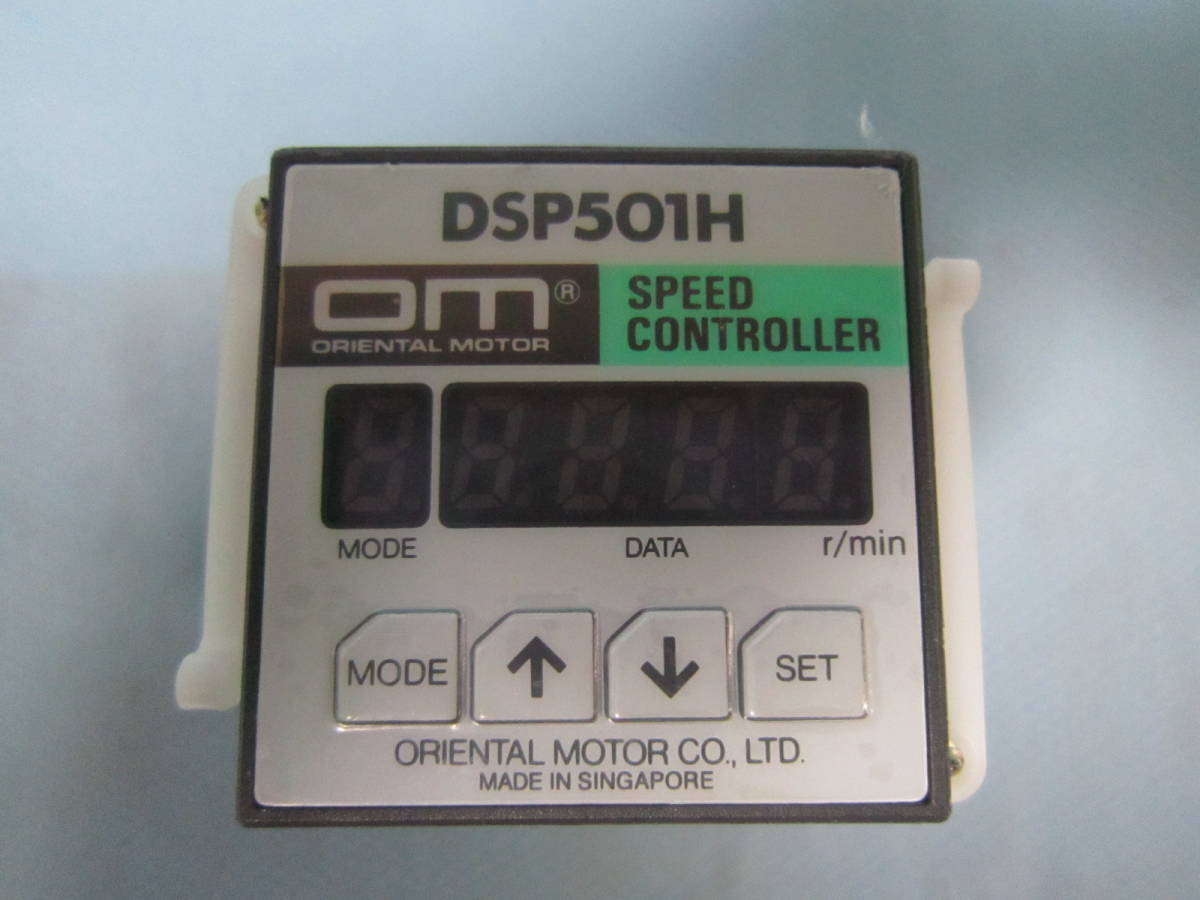 DSP501H
OM®
ORIENTAL MOTOR
SPEED
CONTROLLER
MODE
DATA
r/min
MODE
↑
↓
SET
ORIENTAL MOTOR CO., LTD.
MADE IN SINGAPORE